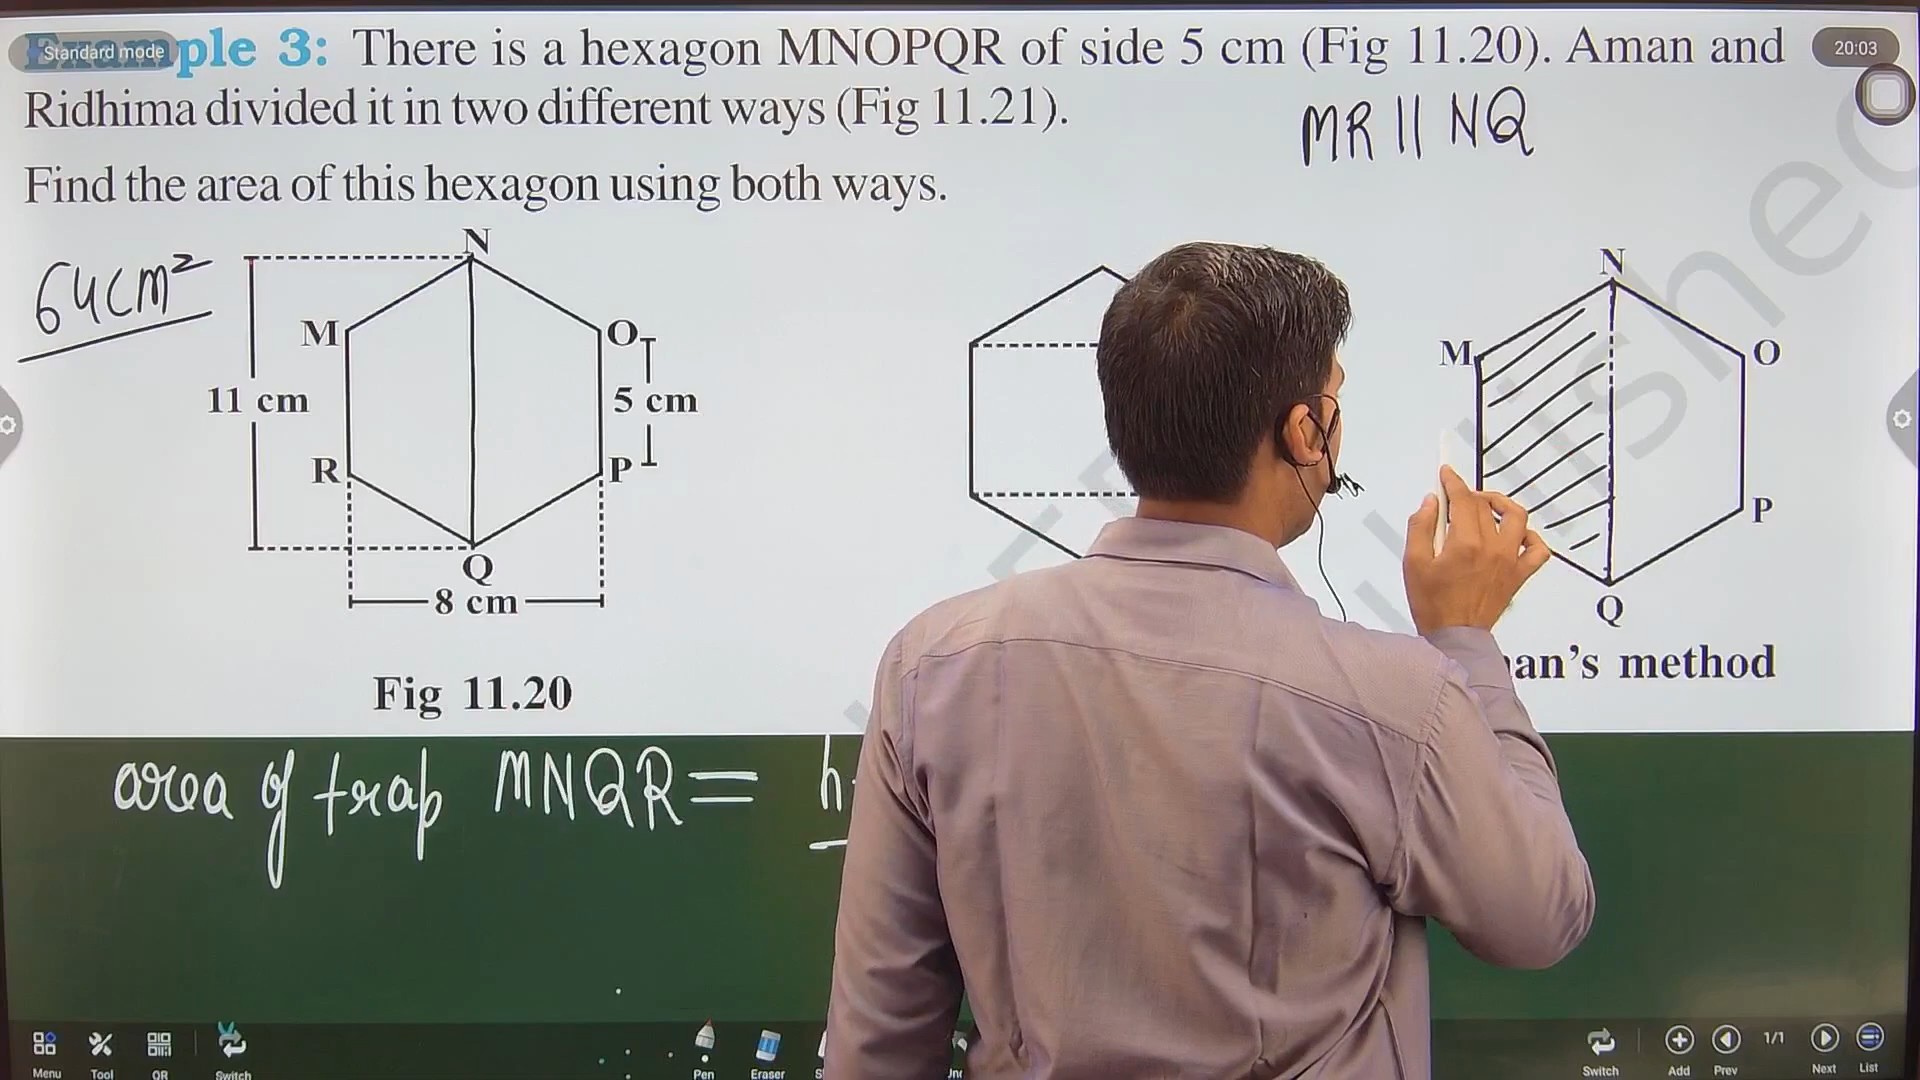 Standard mode
ple 3: There is a hexagon MNOPQR of side 5 cm (Fig 11.20). Aman and
20:03
Ridhima divided it in two different ways (Fig 11.21).
MR || NQ
Find the area of this hexagon using both ways.
64cm²
N
M
O
11 cm
5 cm
R
P
Q
8 cm
Fig 11.20
N
M
O
P
Q
an's method
area of trap MNQR = h
Menu
Tool
QR
Switch
Pen
Eraser
Switch
Add
Prev
1/1
Next
List